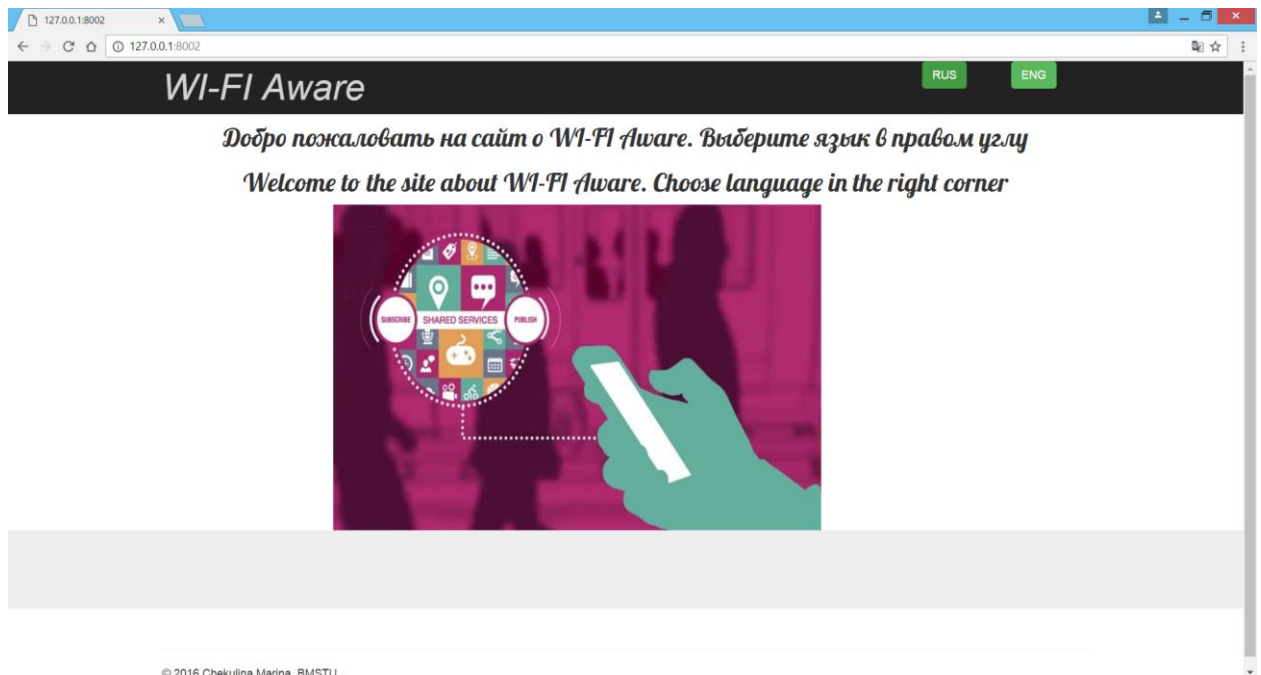 127.0.0.1:8002
127.0.0.1:8002
WI-FI Aware
RUS
ENG
Добро пожаловать на сайт о WI-FI Aware. Выберите язык в правом углу
Welcome to the site about WI-FI Aware. Choose language in the right corner
SUBSCRIBE
SHARED SERVICES
PUBLISH
© 2016 Chekulina Marina, BMSTU